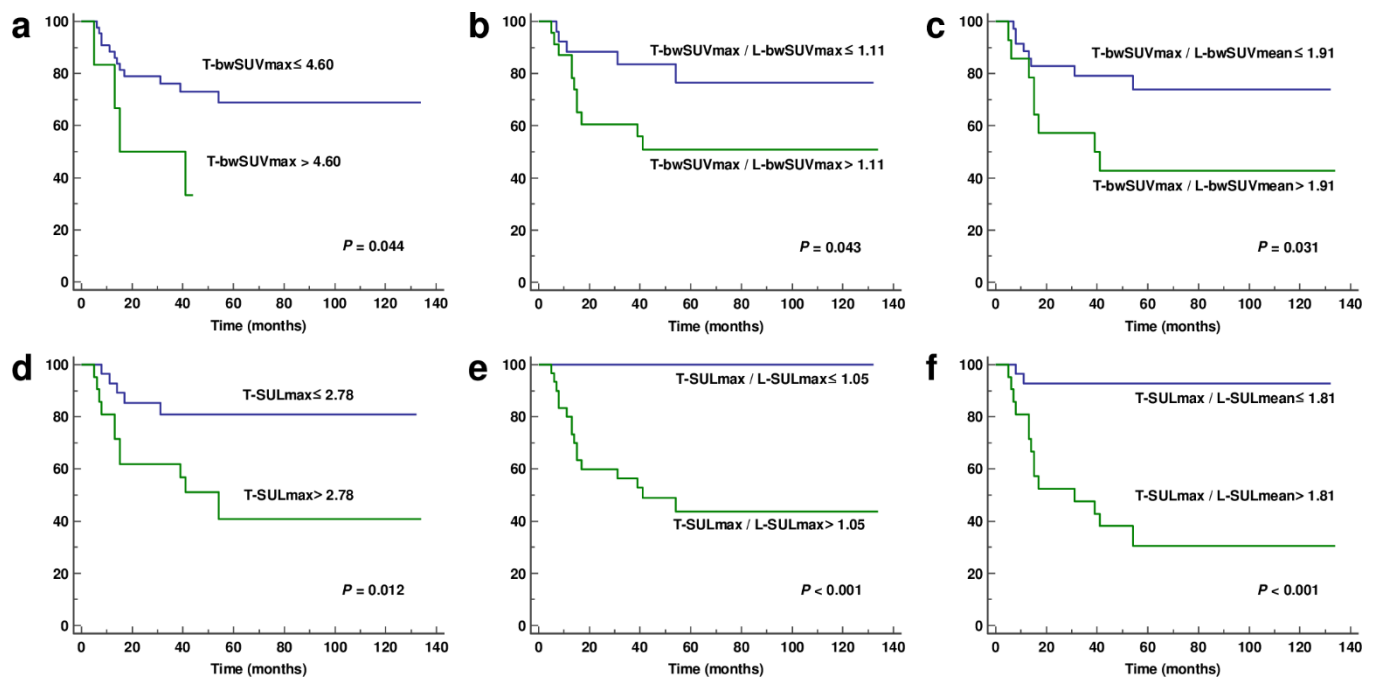 a
100
80
60
40
20
0
T-bwSUVmax ≤ 4.60
T-bwSUVmax > 4.60
P = 0.044
0 20 40 60 80 100 120 140
Time (months)
b
100
80
60
40
20
0
T-bwSUVmax / L-bwSUVmax ≤ 1.11
T-bwSUVmax / L-bwSUVmax > 1.11
P = 0.043
0 20 40 60 80 100 120 140
Time (months)
c
100
80
60
40
20
0
T-bwSUVmax / L-bwSUVmean ≤ 1.91
T-bwSUVmax / L-bwSUVmean > 1.91
P = 0.031
0 20 40 60 80 100 120 140
Time (months)
d
100
80
60
40
20
0
T-SULmax ≤ 2.78
T-SULmax > 2.78
P = 0.012
0 20 40 60 80 100 120 140
Time (months)
e
100
80
60
40
20
0
T-SULmax / L-SULmax ≤ 1.05
T-SULmax / L-SULmax > 1.05
P < 0.001
0 20 40 60 80 100 120 140
Time (months)
f
100
80
60
40
20
0
T-SULmax / L-SULmean ≤ 1.81
T-SULmax / L-SULmean > 1.81
P < 0.001
0 20 40 60 80 100 120 140
Time (months)